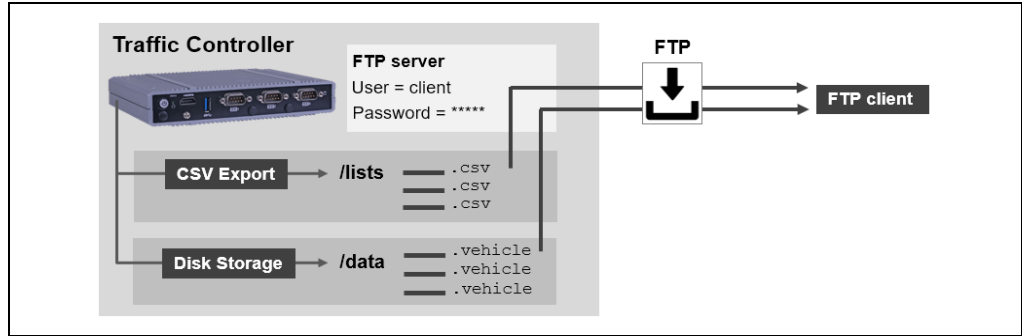 Traffic Controller
FTP server
User = client
Password = *****
FTP
FTP client
CSV Export
/lists
.csv
.csv
.csv
Disk Storage
/data
.vehicle
.vehicle
.vehicle